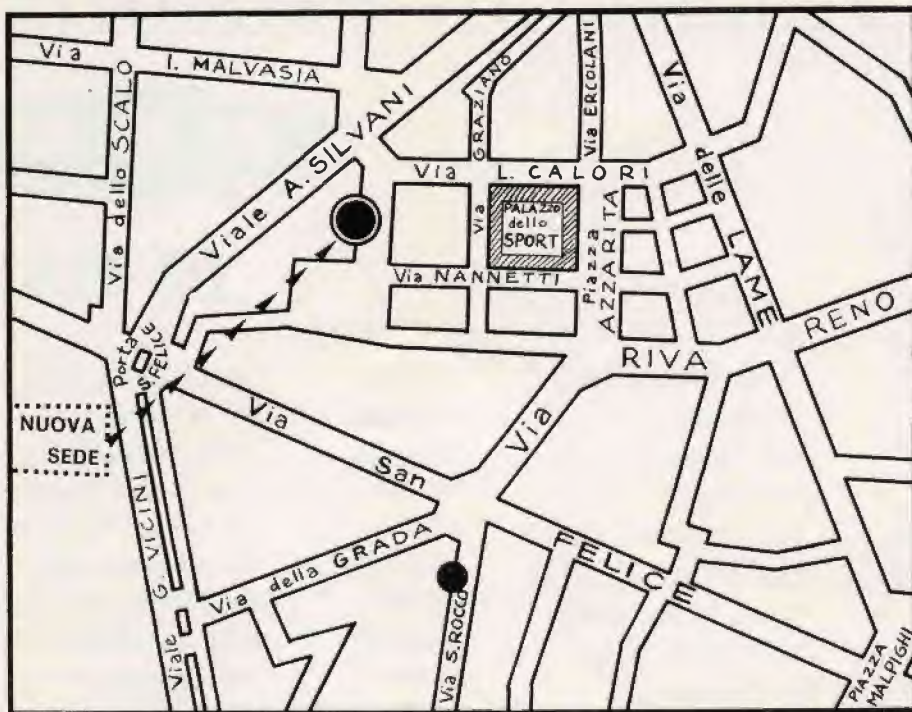 Via I. MALVASIA
Via dello SCALO
Viale A. SILVANI
Via GRAZIANO
Via ERCOLANI
Via delle LAME
Via L. CALORI
PALAZZO
dello
SPORT
Piazza
AZZARITA
Via NANNETTI
Porta
S. FELICE
Via RIVA RENO
NUOVA
SEDE
Via San FELICE
Viale G. VICINI
Via della GRADA
Via S. ROCCO
PIAZZA
MALPIGHI